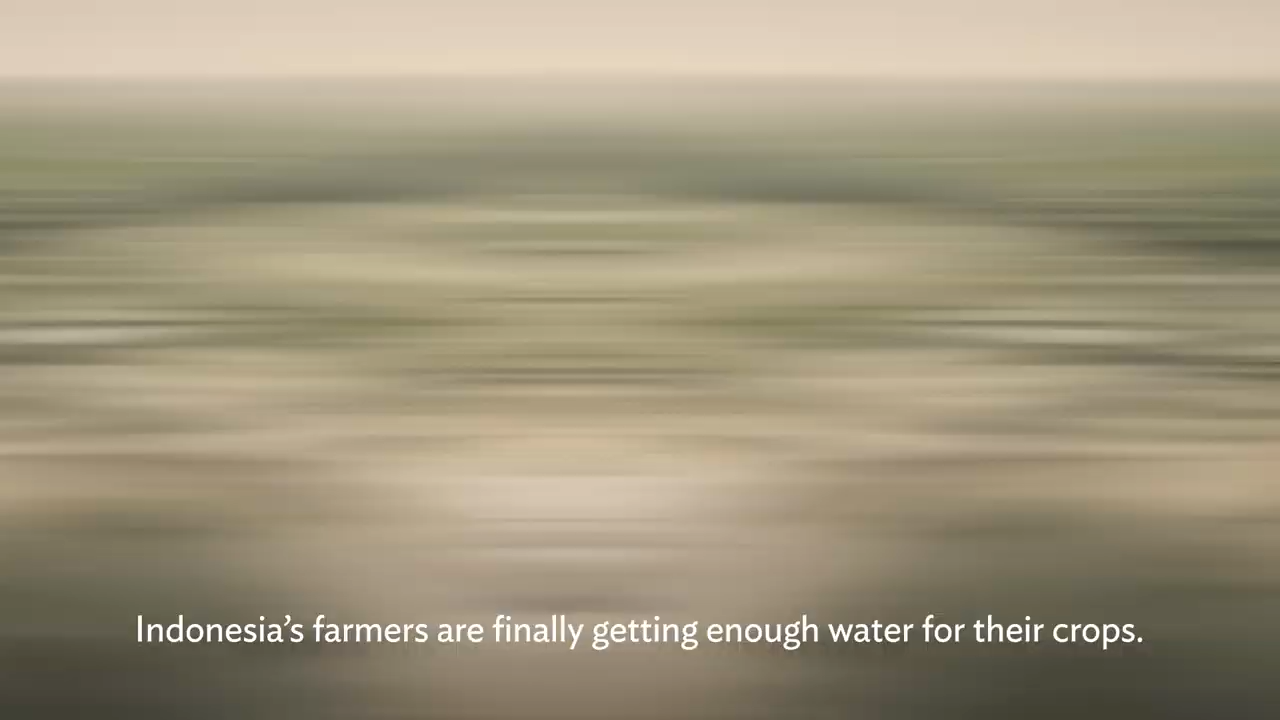 Indonesia’s farmers are finally getting enough water for their crops.